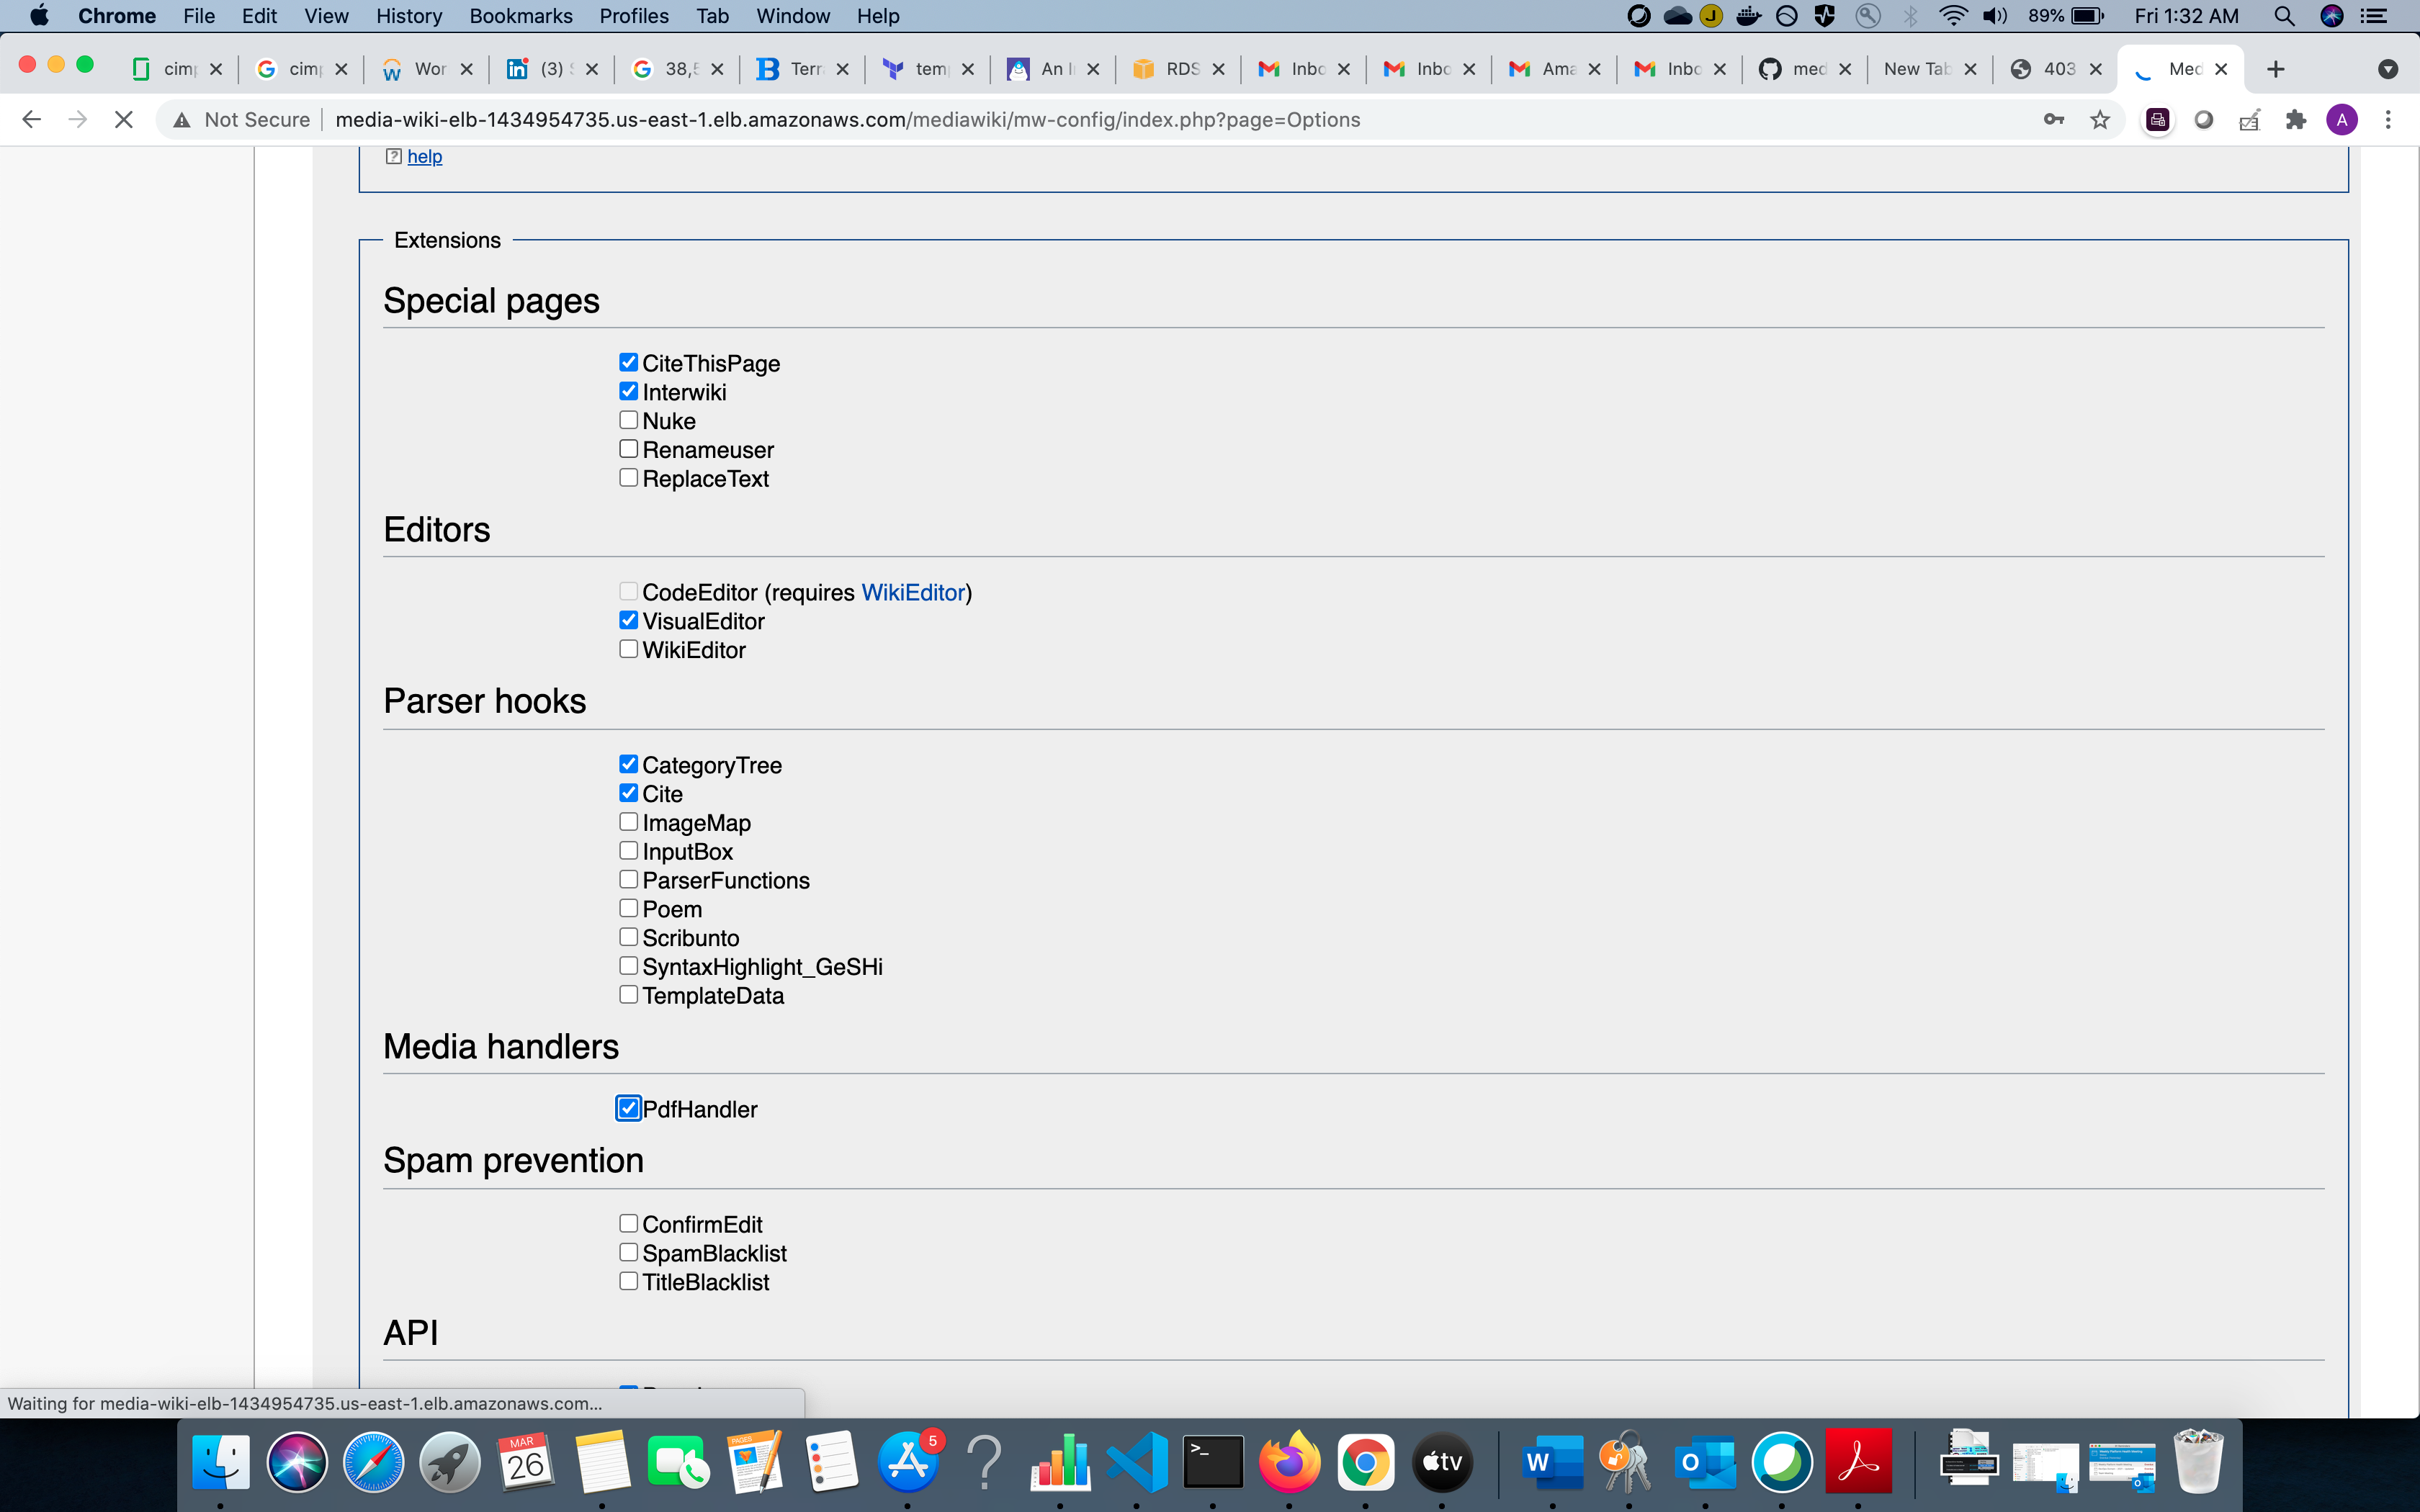 Chrome File Edit View History Bookmarks Profiles Tab Window Help 89% Fri 1:32 AM
cimp cimp Wor (3) S 38,5 Terr temp An I RDS Inbo Inbo Ama Inbo med New Tab 403 Med
Not Secure media-wiki-elb-1434954735.us-east-1.elb.amazonaws.com/mediawiki/mw-config/index.php?page=Options A
? help
Extensions
Special pages
CiteThisPage
Interwiki
Nuke
Renameuser
ReplaceText
Editors
CodeEditor (requires WikiEditor)
VisualEditor
WikiEditor
Parser hooks
CategoryTree
Cite
ImageMap
InputBox
ParserFunctions
Poem
Scribunto
SyntaxHighlight_GeSHi
TemplateData
Media handlers
PdfHandler
Spam prevention
ConfirmEdit
SpamBlacklist
TitleBlacklist
API
Waiting for media-wiki-elb-1434954735.us-east-1.elb.amazonaws.com...
MAR 26 PAGES 5 ? >_ tv W O